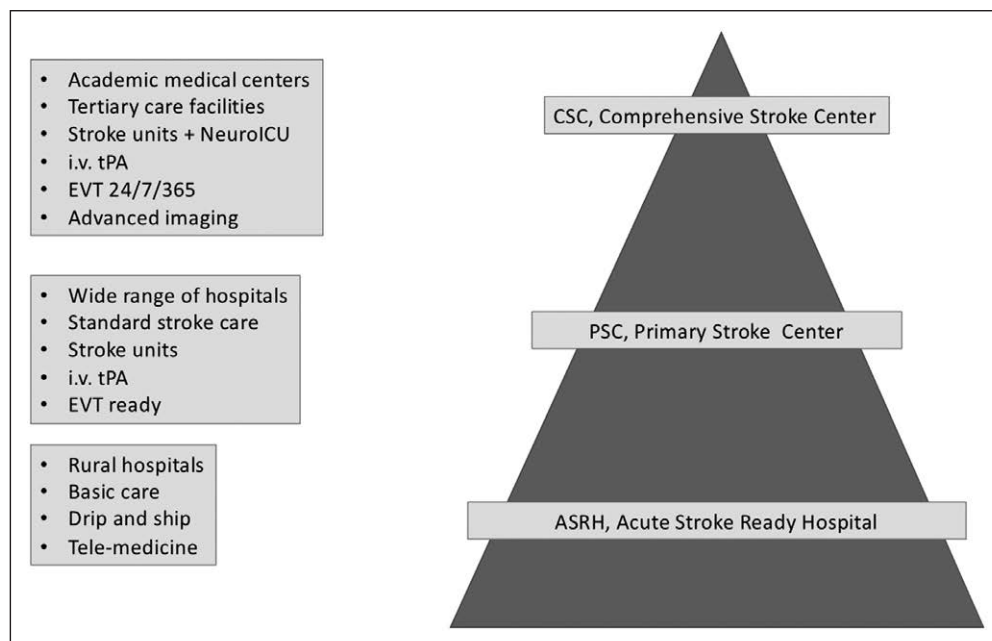 • Academic medical centers
• Tertiary care facilities
• Stroke units + NeuroICU
• i.v. tPA
• EVT 24/7/365
• Advanced imaging
CSC, Comprehensive Stroke Center
• Wide range of hospitals
• Standard stroke care
• Stroke units
• i.v. tPA
• EVT ready
PSC, Primary Stroke Center
• Rural hospitals
• Basic care
• Drip and ship
• Tele-medicine
ASRH, Acute Stroke Ready Hospital